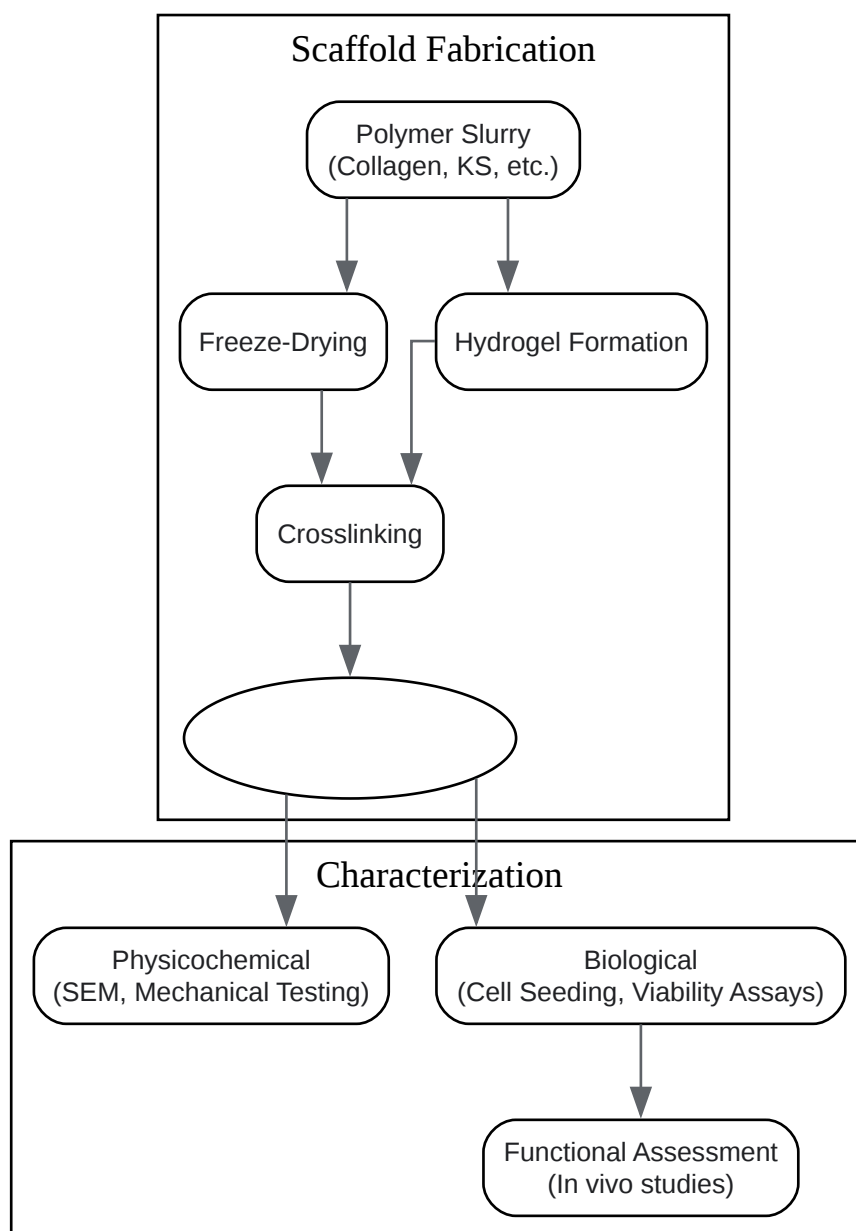 Scaffold Fabrication
Polymer Slurry
(Collagen, KS, etc.)
Freeze-Drying
Hydrogel Formation
Crosslinking
Characterization
Physicochemical
(SEM, Mechanical Testing)
Biological
(Cell Seeding, Viability Assays)
Functional Assessment
(In vivo studies)